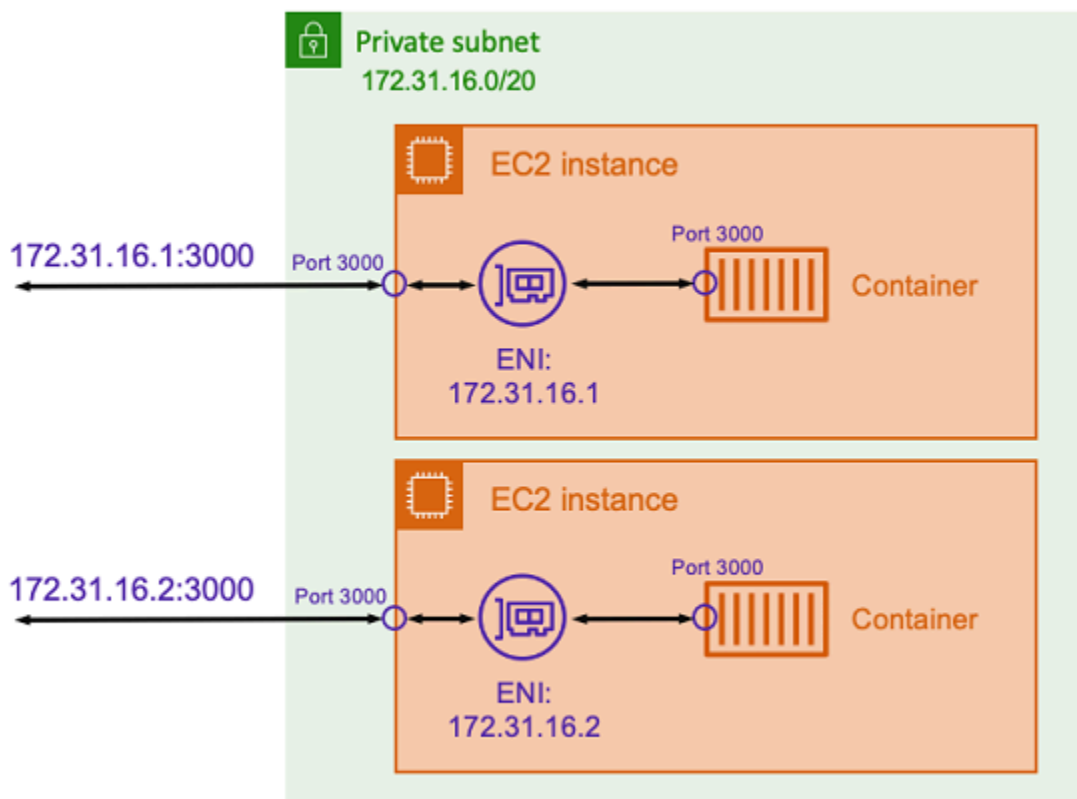 Private subnet
172.31.16.0/20
EC2 instance
172.31.16.1:3000
Port 3000
Port 3000
Container
ENI:
172.31.16.1
EC2 instance
172.31.16.2:3000
Port 3000
Port 3000
Container
ENI:
172.31.16.2